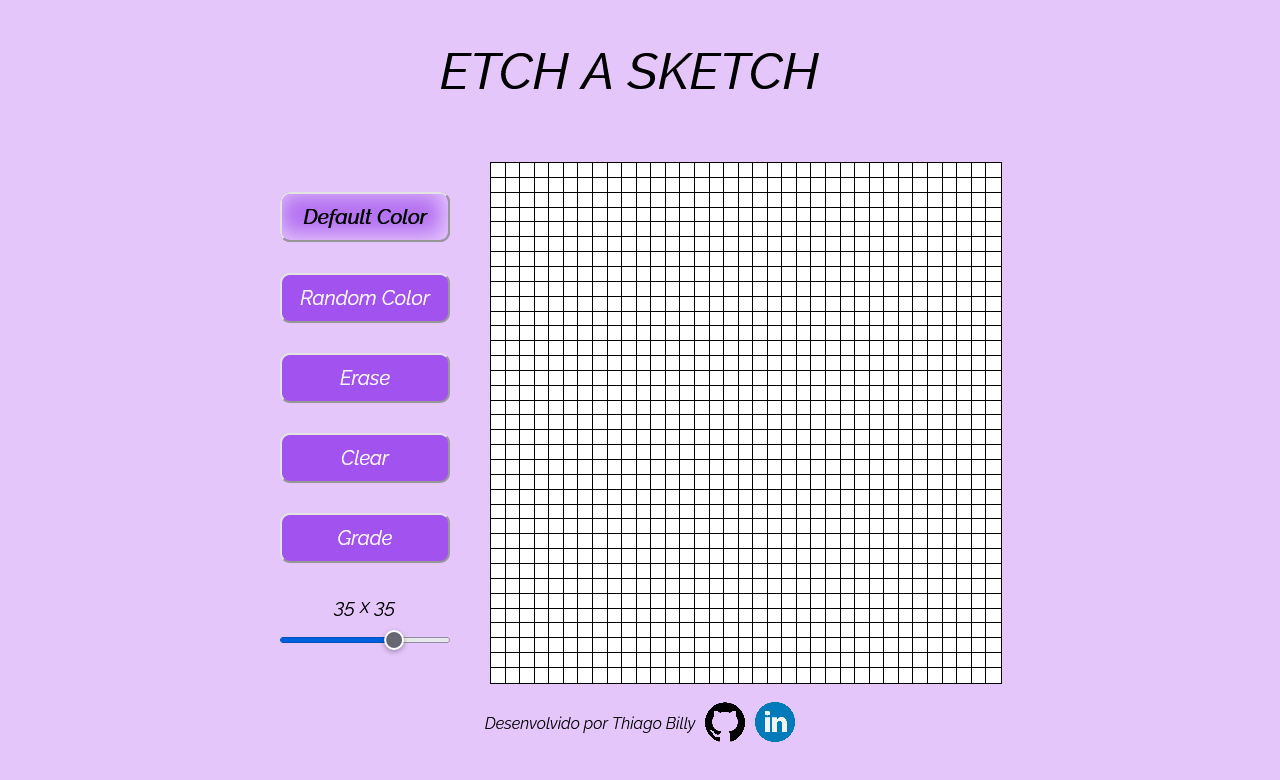 ETCH A SKETCH
Default Color
Random Color
Erase
Clear
Grade
35 x 35
Desenvolvido por Thiago Billy
in